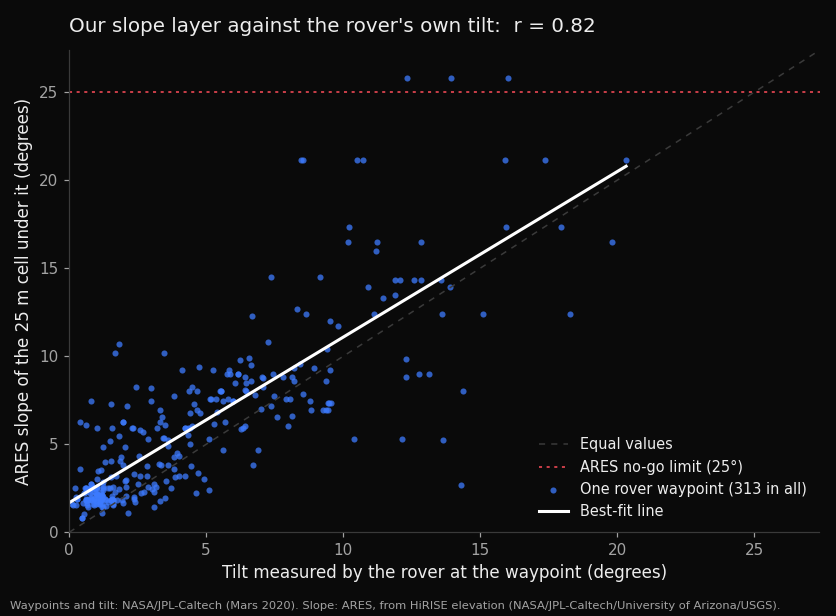 Our slope layer against the rover's own tilt:  r = 0.82
ARES slope of the 25 m cell under it (degrees)
25
20
15
10
5
0
0 5 10 15 20 25
Equal values
ARES no-go limit (25°)
One rover waypoint (313 in all)
Best-fit line
Tilt measured by the rover at the waypoint (degrees)
Waypoints and tilt: NASA/JPL-Caltech (Mars 2020). Slope: ARES, from HiRISE elevation (NASA/JPL-Caltech/University of Arizona/USGS).